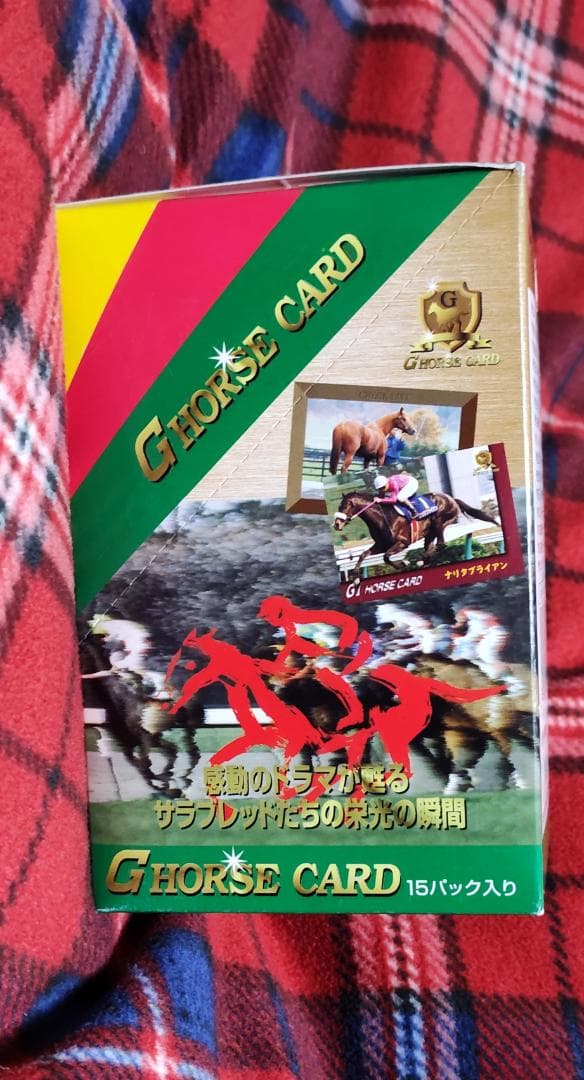 G HORSE CARD
G
G HORSE CARD
G1 HORSE CARD
ナリタブライアン
感動のドラマが甦る
サラブレッドたちの栄光の瞬間
G HORSE CARD 15パック入り